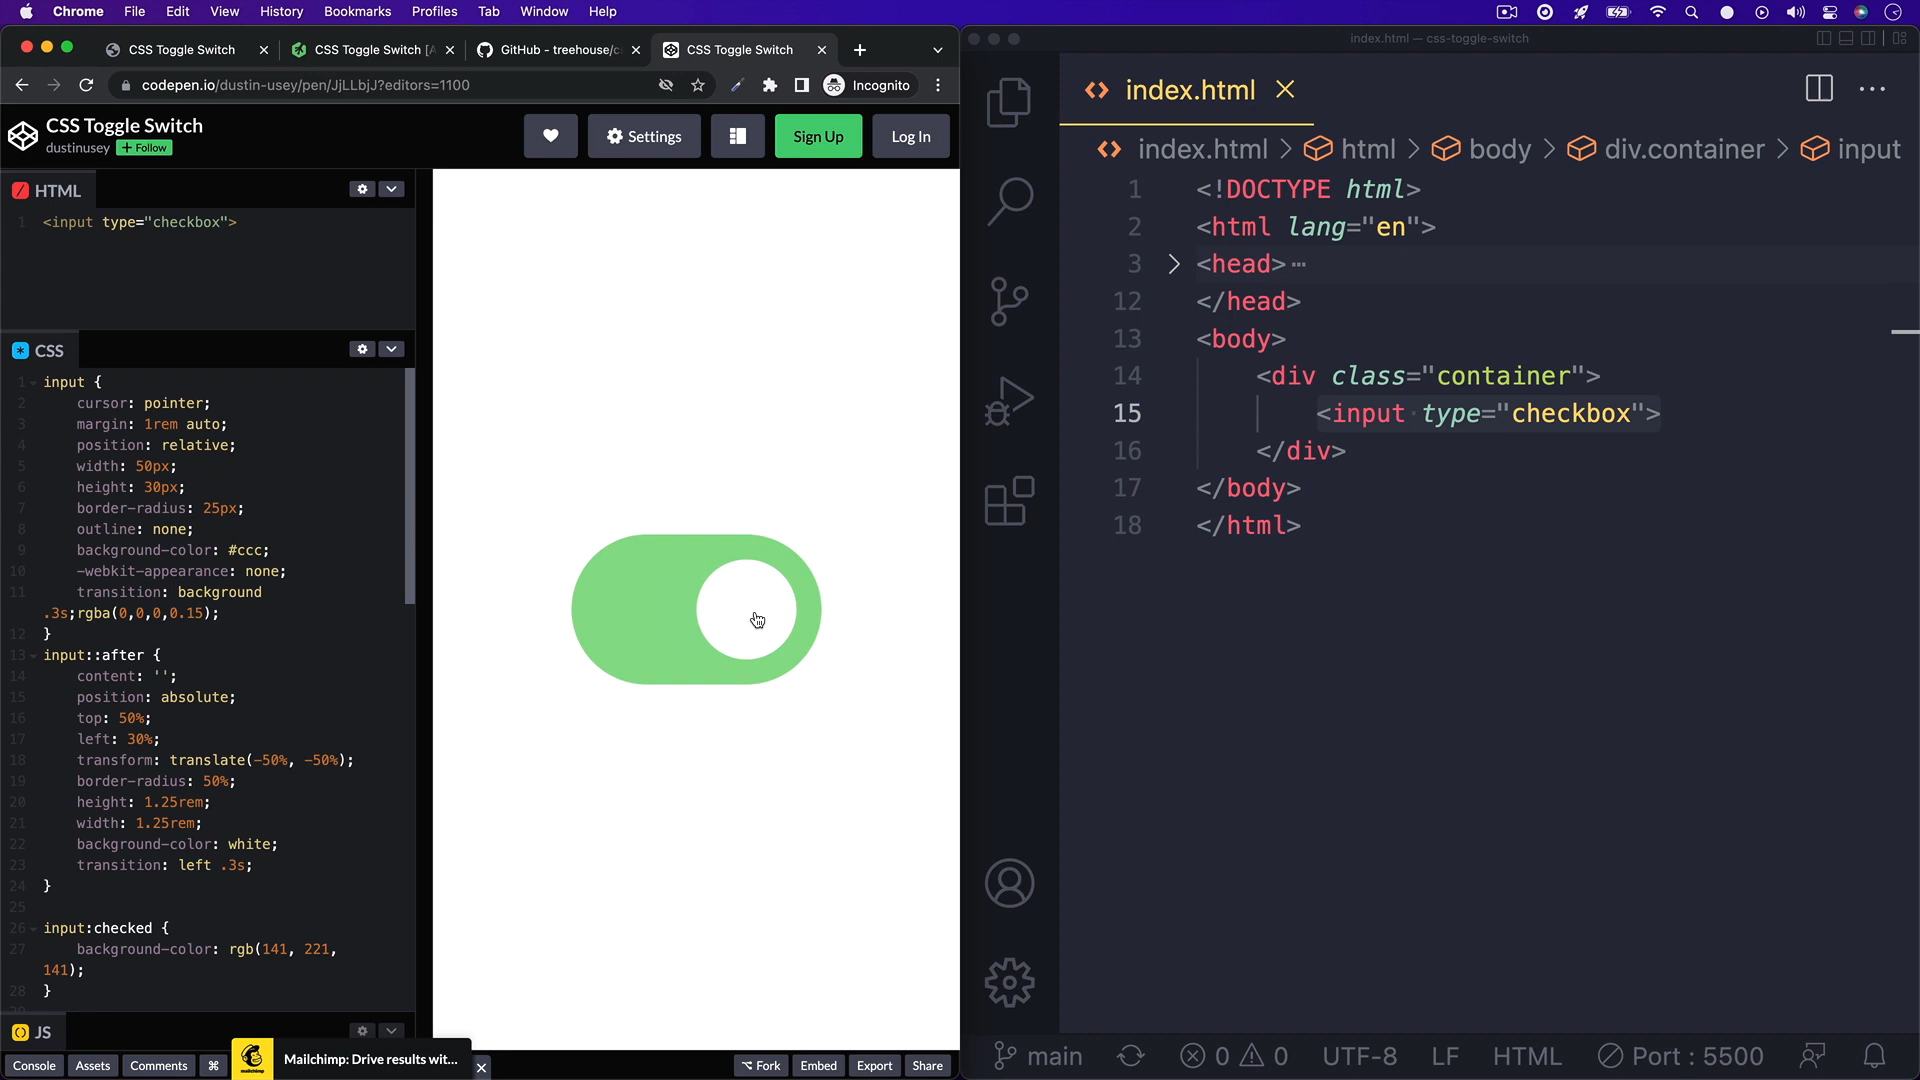 Chrome File Edit View History Bookmarks Profiles Tab Window Help
CSS Toggle Switch
CSS Toggle Switch [A
GitHub - treehouse/c
CSS Toggle Switch
index.html — css-toggle-switch
codepen.io/dustin-usey/pen/JjLLbjJ?editors=1100
Incognito
CSS Toggle Switch
dustinusey + Follow
Settings
Sign Up
Log In
HTML
1 <input type="checkbox">
CSS
1 input {
2 cursor: pointer;
3 margin: 1rem auto;
4 position: relative;
5 width: 50px;
6 height: 30px;
7 border-radius: 25px;
8 outline: none;
9 background-color: #ccc;
10 -webkit-appearance: none;
11 transition: background
.3s;rgba(0,0,0,0.15);
12 }
13 input::after {
14 content: '';
15 position: absolute;
16 top: 50%;
17 left: 30%;
18 transform: translate(-50%, -50%);
19 border-radius: 50%;
20 height: 1.25rem;
21 width: 1.25rem;
22 background-color: white;
23 transition: left .3s;
24 }
25
26 input:checked {
27 background-color: rgb(141, 221,
141);
28 }
JS
Console Assets Comments ⌘
mailchimp
Mailchimp: Drive results wit...
Fork Embed Export Share
index.html
index.html > html > body > div.container > input
1 <!DOCTYPE html>
2 <html lang="en">
3 <head> ⋯
12 </head>
13 <body>
14 <div class="container">
15 <input type="checkbox">
16 </div>
17 </body>
18 </html>
main 0 0 UTF-8 LF HTML Port : 5500